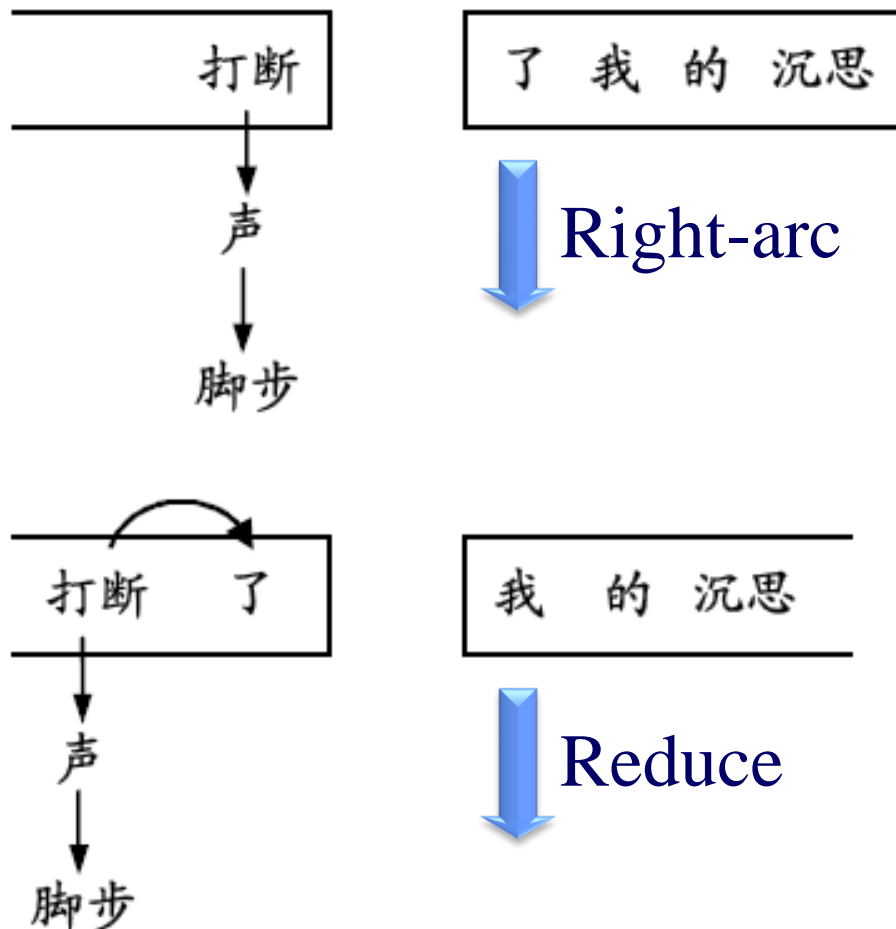 打断 了 我 的 沉思
声
Right-arc
脚步
打断 了 我 的 沉思
声
Reduce
脚步